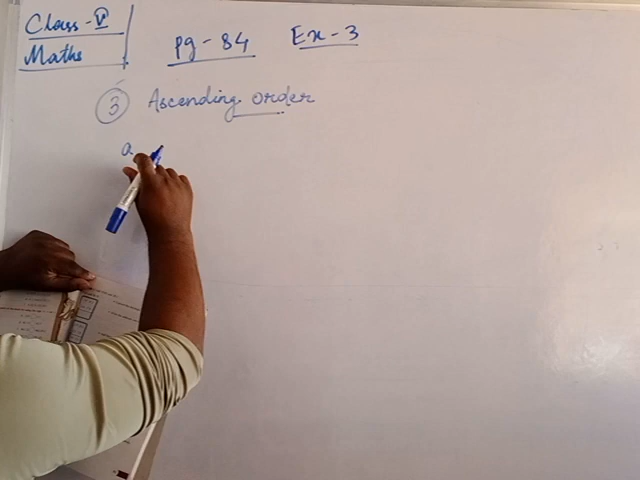 Class - V
Maths
pg - 84 Ex - 3
3 Ascending order
a